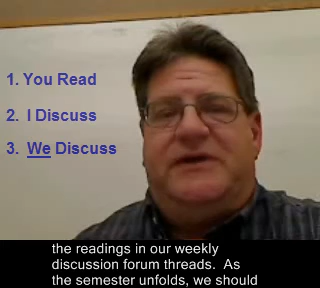 1. You Read
2. I Discuss
3. We Discuss
the readings in our weekly
discussion forum threads. As
the semester unfolds, we should